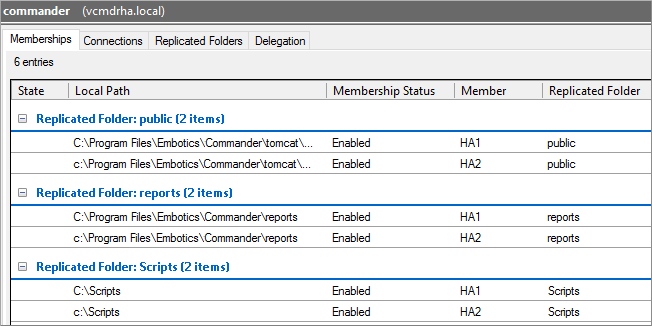 commander (vcmdrha.local)
Memberships Connections Replicated Folders Delegation
6 entries
State Local Path Membership Status Member Replicated Folder
Replicated Folder: public (2 items)
C:\Program Files\Embotics\Commander\tomcat\... Enabled HA1 public
c:\Program Files\Embotics\Commander\tomcat\... Enabled HA2 public
Replicated Folder: reports (2 items)
C:\Program Files\Embotics\Commander\reports Enabled HA1 reports
c:\Program Files\Embotics\Commander\reports Enabled HA2 reports
Replicated Folder: Scripts (2 items)
C:\Scripts Enabled HA1 Scripts
c:\Scripts Enabled HA2 Scripts